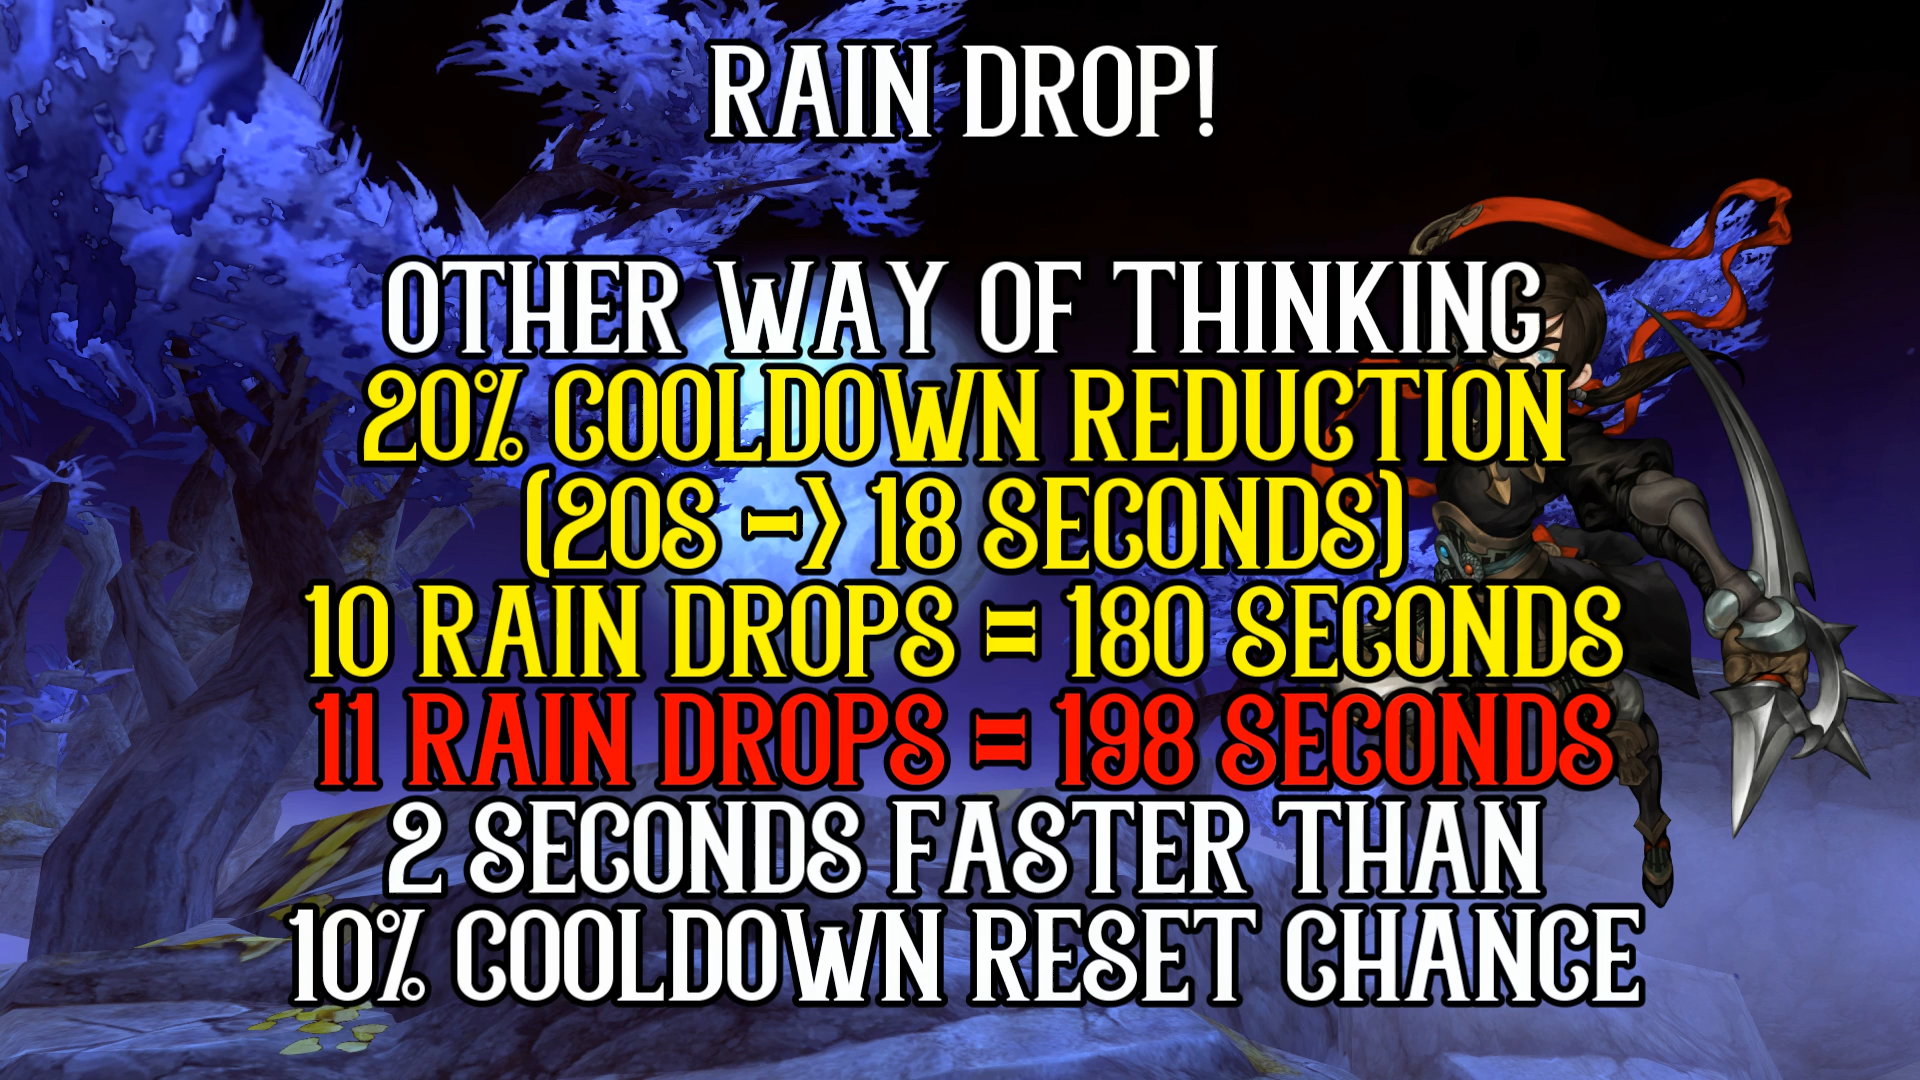 RAIN DROP!
OTHER WAY OF THINKING
20% COOLDOWN REDUCTION
(20S -> 18 SECONDS)
10 RAIN DROPS = 180 SECONDS
11 RAIN DROPS = 198 SECONDS
2 SECONDS FASTER THAN
10% COOLDOWN RESET CHANCE